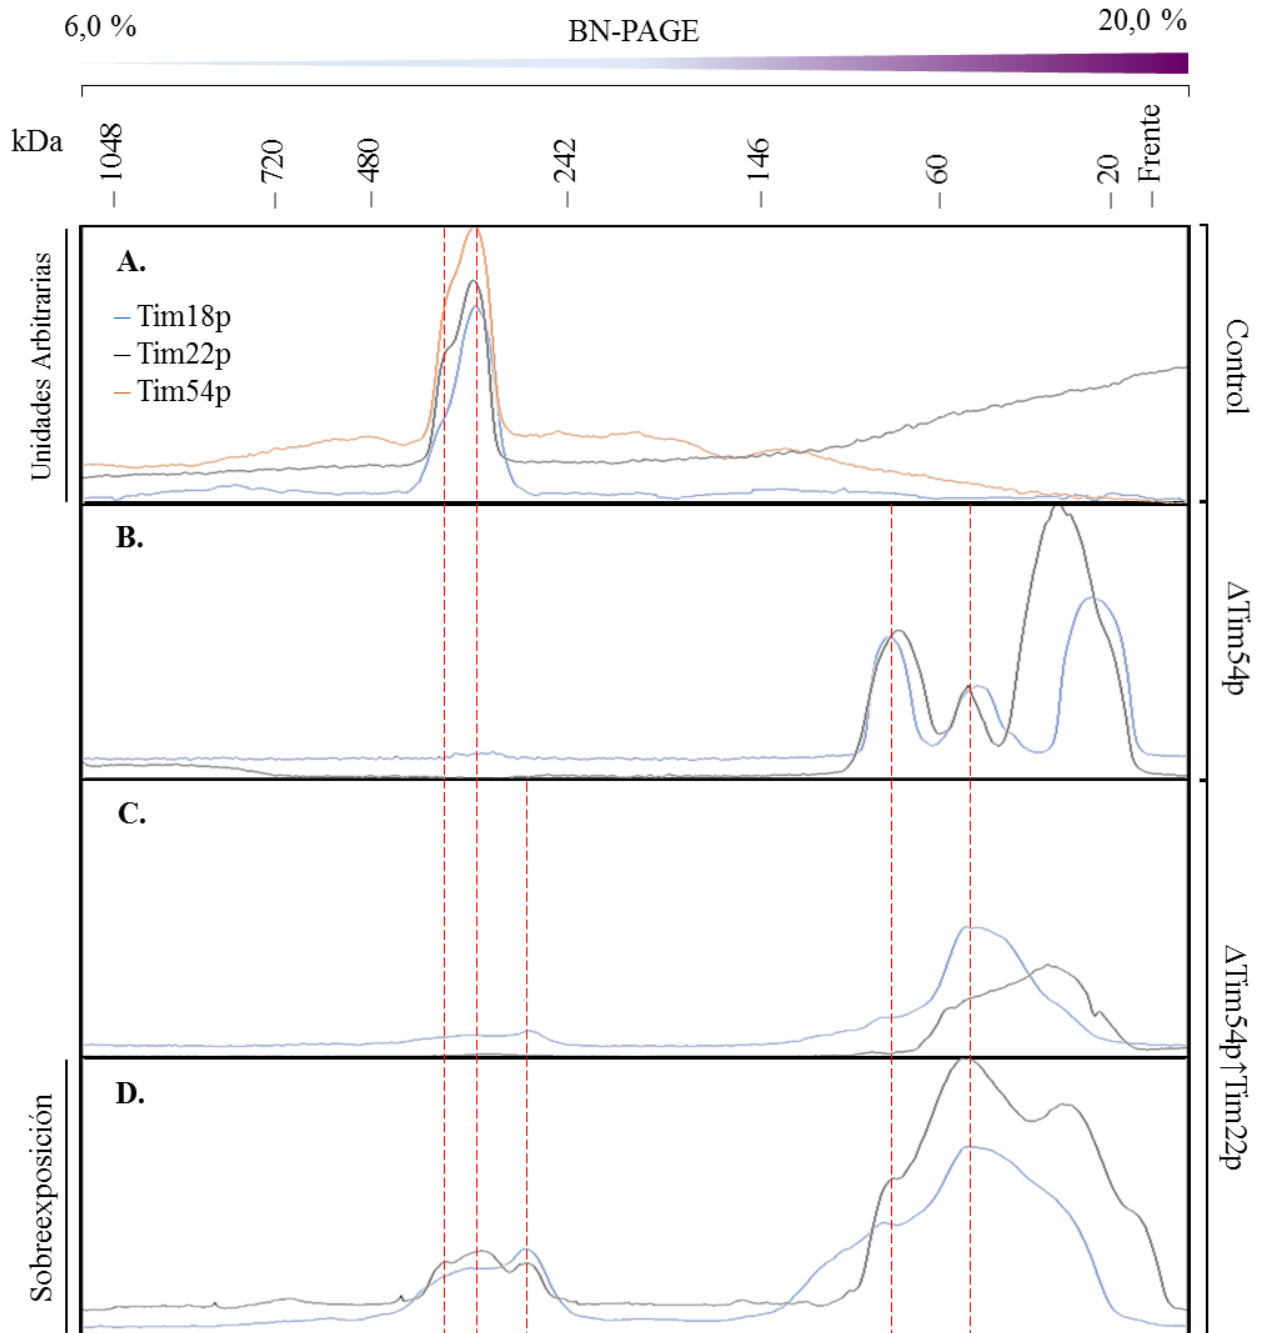 6,0 %
BN-PAGE
20,0 %
kDa
1048
720
480
242
146
60
20
Frente
Unidades Arbitrarias
A.
Tim18p
Tim22p
Tim54p
Control
B.
ΔTim54p
C.
ΔTim54p↑Tim22p
D.
Sobreexposición